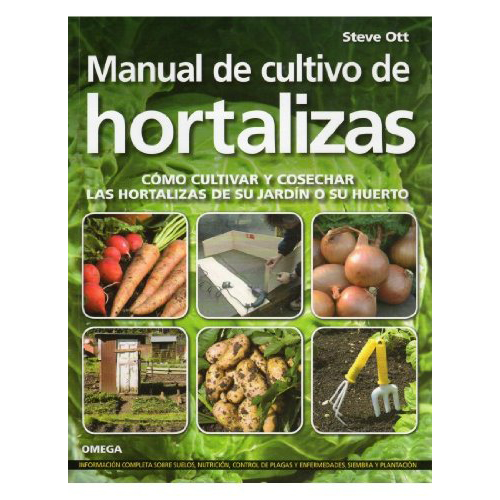 Steve Ott
Manual de cultivo de
hortalizas
CÓMO CULTIVAR Y COSECHAR
LAS HORTALIZAS DE SU JARDÍN O SU HUERTO
OMEGA
INFORMACIÓN COMPLETA SOBRE SUELOS, NUTRICIÓN, CONTROL DE PLAGAS Y ENFERMEDADES, SIEMBRA Y PLANTACIÓN